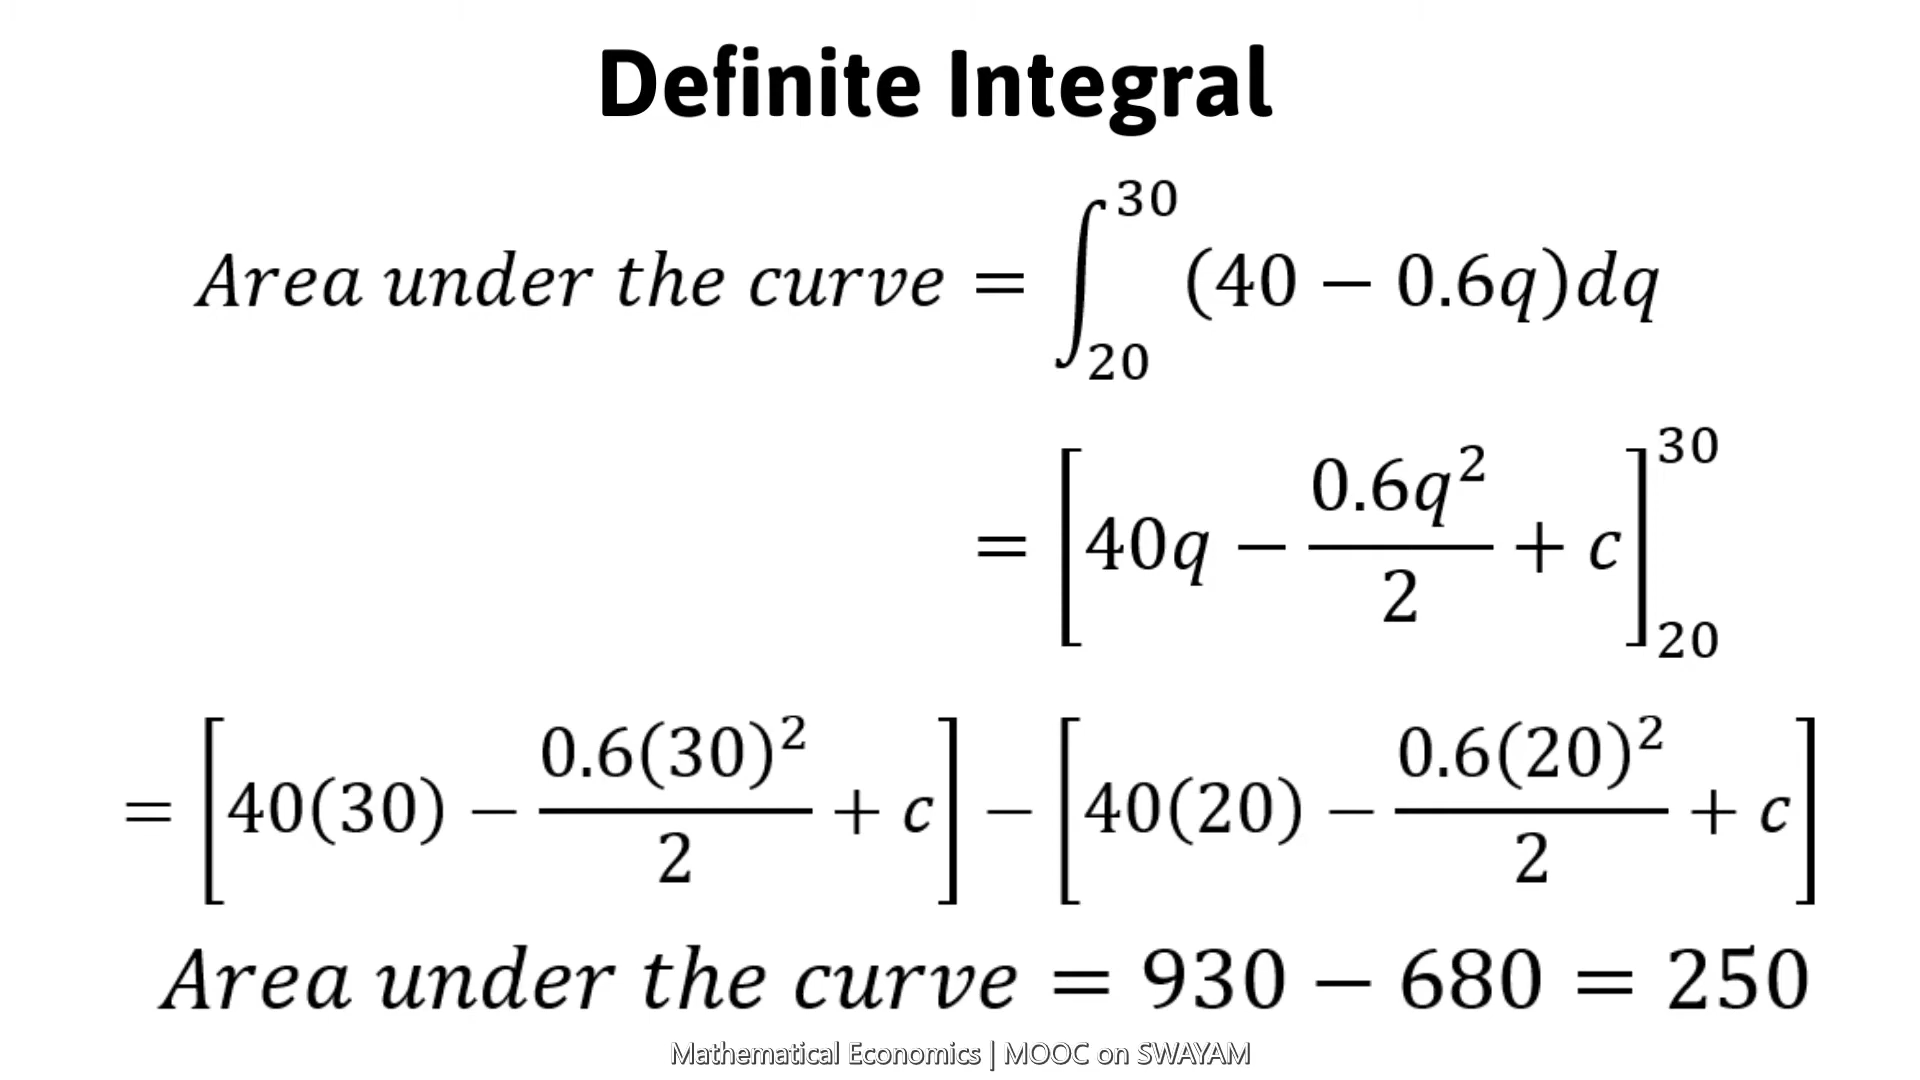 Definite Integral
Area under the curve = ∫₂₀³⁰ (40 − 0.6q)dq
= [40q − 0.6q²/2 + c]₂₀³⁰
= [40(30) − 0.6(30)²/2 + c] − [40(20) − 0.6(20)²/2 + c]
Area under the curve = 930 − 680 = 250
Mathematical Economics | MOOC on SWAYAM